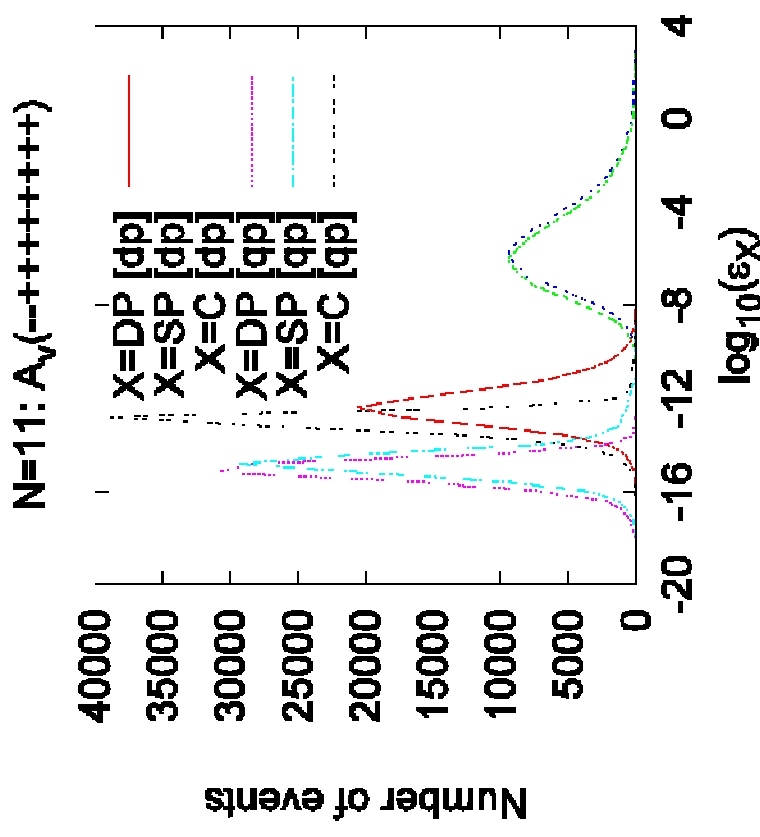 N=11: Aᵥ(--+++++++++)
X=DP [dp]
X=SP [dp]
X=C [dp]
X=DP [qp]
X=SP [qp]
X=C [qp]
Number of events
40000
35000
30000
25000
20000
15000
10000
5000
0
-20
-16
-12
-8
-4
0
4
log₁₀(εₓ)